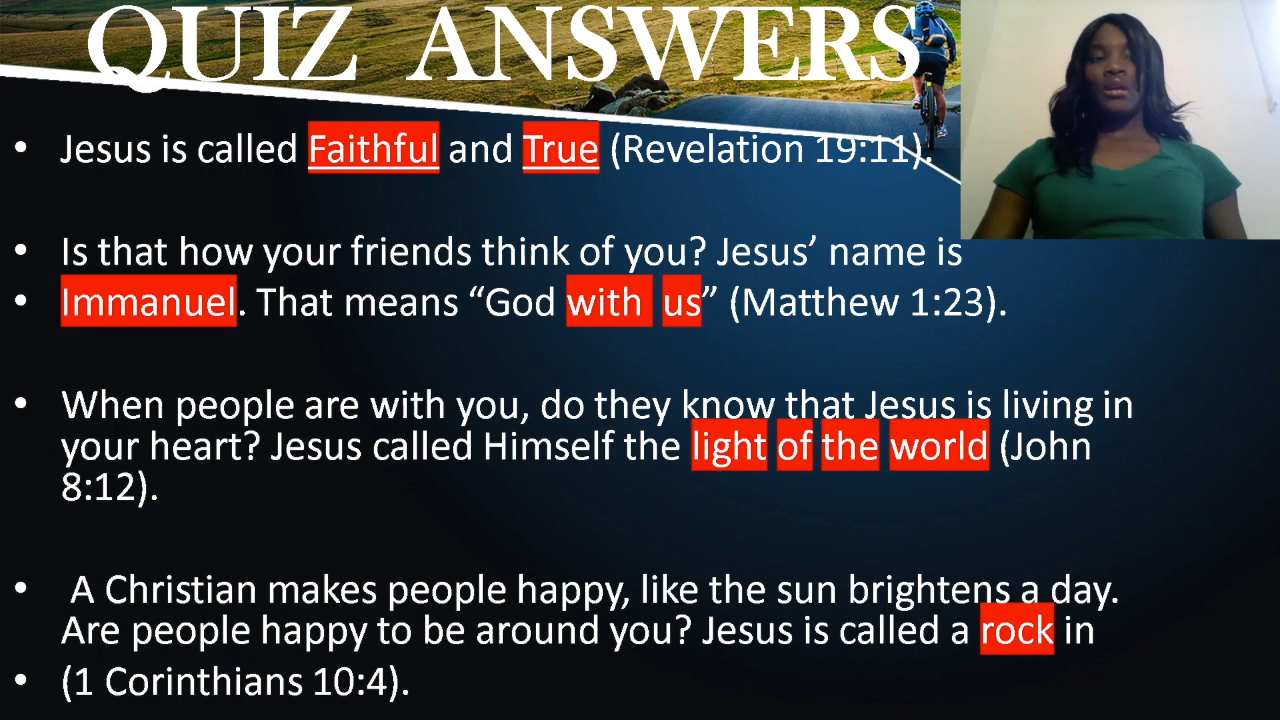 QUIZ ANSWERS
• Jesus is called Faithful and True (Revelation 19:11).
• Is that how your friends think of you? Jesus’ name is
• Immanuel. That means “God with us” (Matthew 1:23).
• When people are with you, do they know that Jesus is living in
your heart? Jesus called Himself the light of the world (John
8:12).
• A Christian makes people happy, like the sun brightens a day.
Are people happy to be around you? Jesus is called a rock in
• (1 Corinthians 10:4).